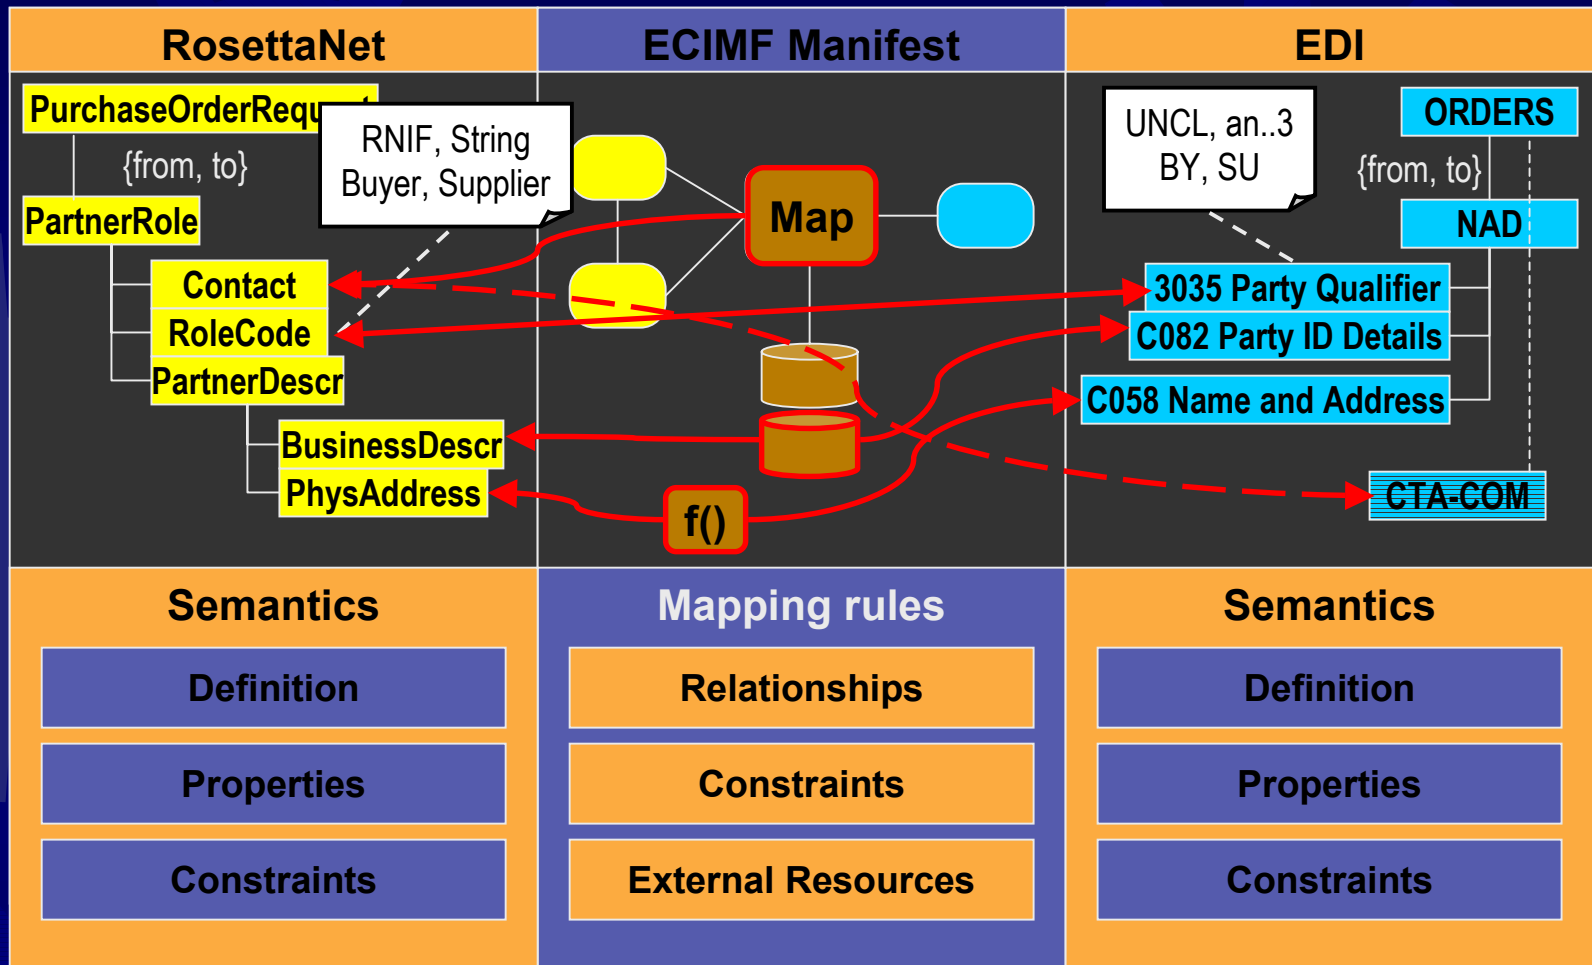 RosettaNet
ECIMF Manifest
EDI
PurchaseOrderRequest
{from, to}
PartnerRole
Contact
RoleCode
PartnerDescr
BusinessDescr
PhysAddress
RNIF, String
Buyer, Supplier
Map
f()
UNCL, an..3
BY, SU
ORDERS
{from, to}
NAD
3035 Party Qualifier
C082 Party ID Details
C058 Name and Address
CTA-COM
Semantics
Definition
Properties
Constraints
Mapping rules
Relationships
Constraints
External Resources
Semantics
Definition
Properties
Constraints